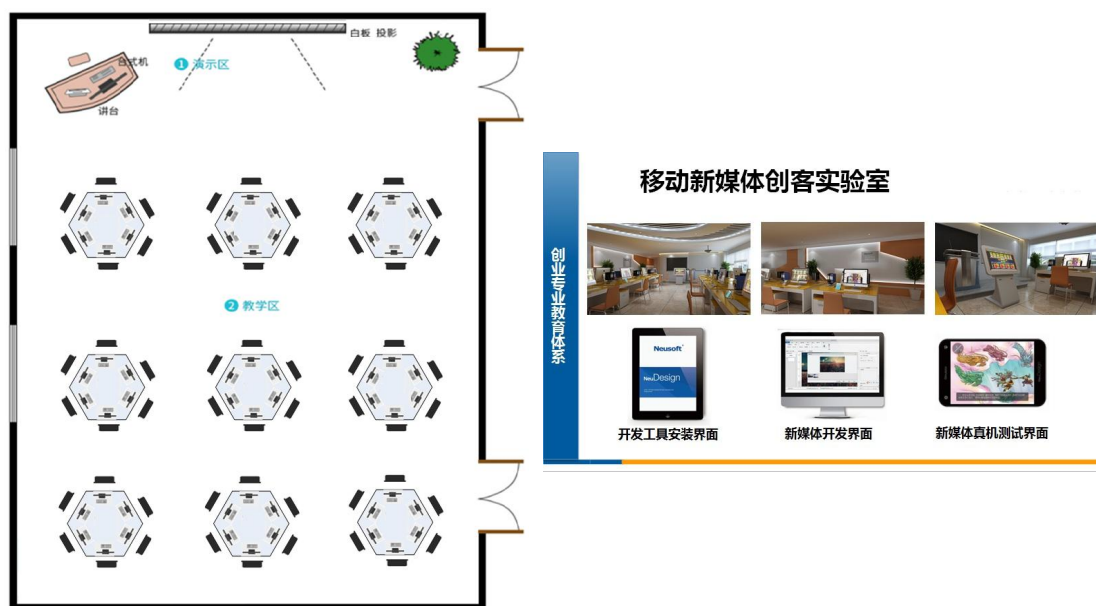 白板 投影
台式机
1 演示区
讲台
2 教学区
移动新媒体创客实验室
创业专业教育体系
Neusoft
NeuDesign
开发工具安装界面
新媒体开发界面
新媒体真机测试界面